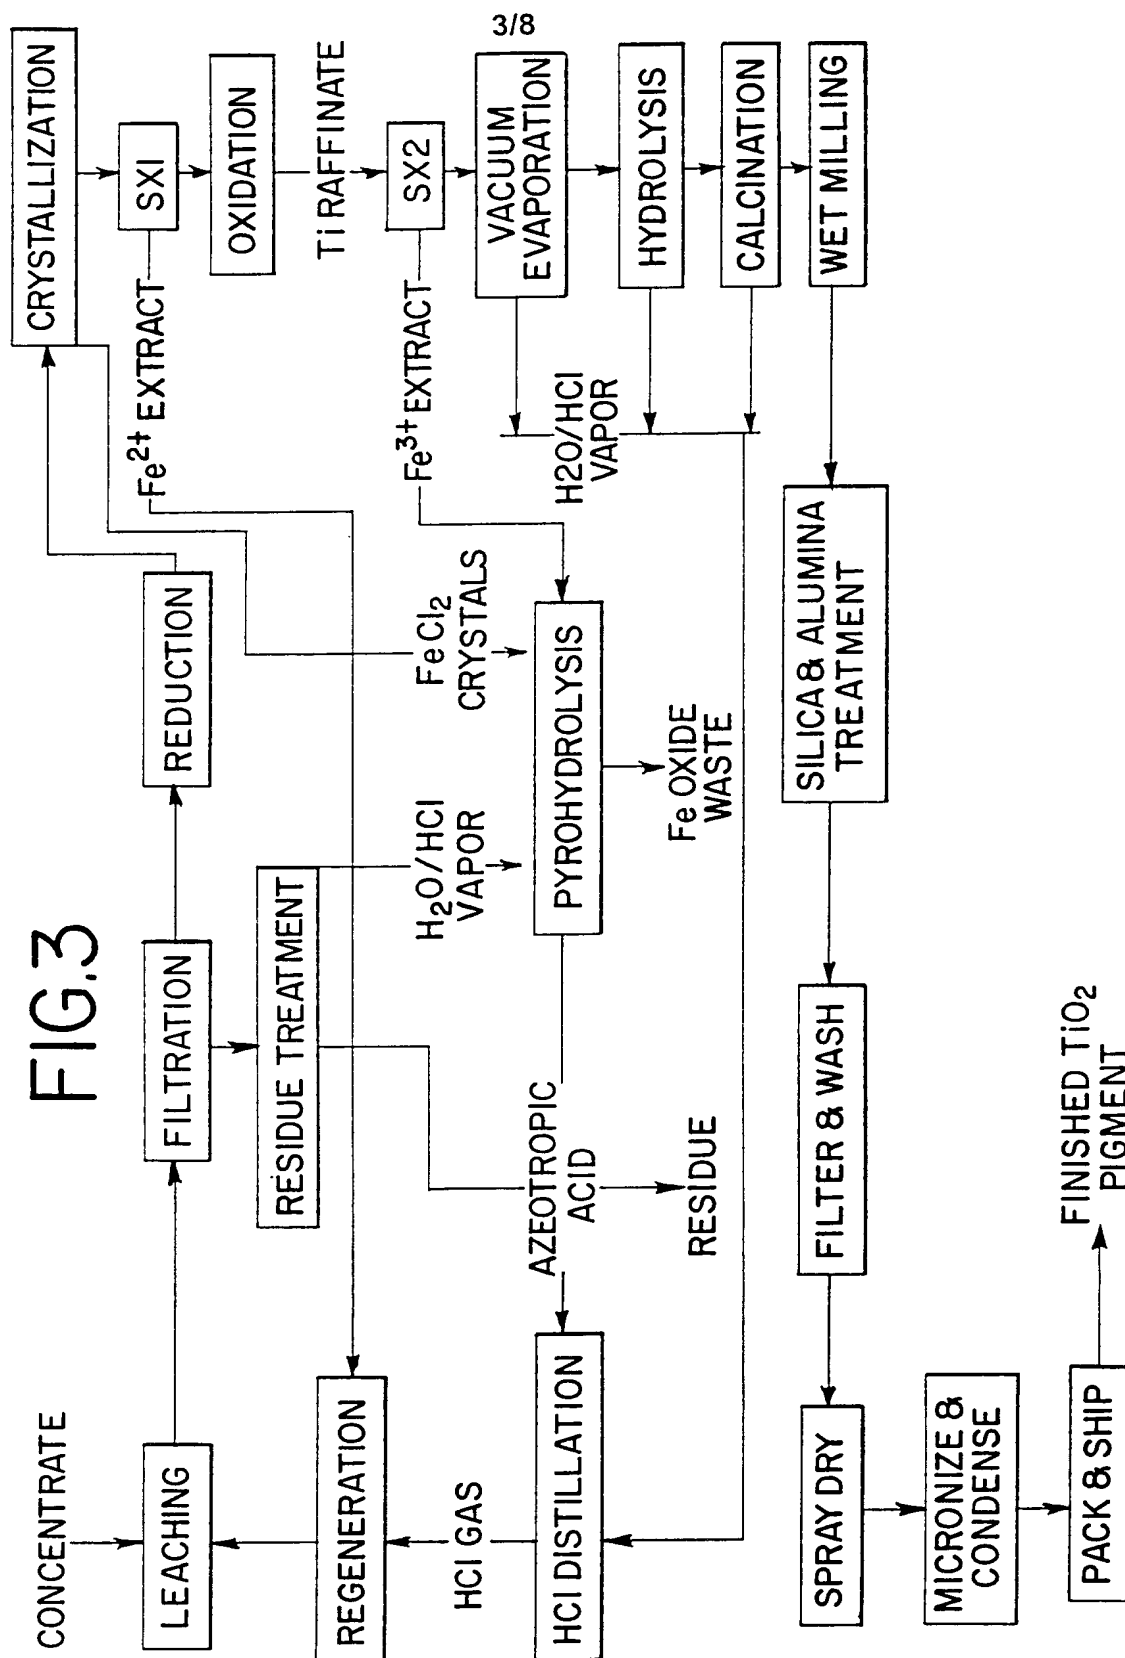 3/8
FIG.3
CONCENTRATE
LEACHING
FILTRATION
REDUCTION
CRYSTALLIZATION
RESIDUE TREATMENT
SX1
Fe2+ EXTRACT
OXIDATION
REGENERATION
Ti RAFFINATE
HCl GAS
H2O/HCl
VAPOR
FeCl2
CRYSTALS
Fe3+ EXTRACT
SX2
HCl DISTILLATION
AZEOTROPIC
ACID
PYROHYDROLYSIS
H2O/HCl
VAPOR
VACUUM
EVAPORATION
RESIDUE
Fe OXIDE
WASTE
HYDROLYSIS
CALCINATION
SPRAY DRY
FILTER & WASH
SILICA & ALUMINA
TREATMENT
WET MILLING
MICRONIZE &
CONDENSE
PACK & SHIP
FINISHED TiO2
PIGMENT